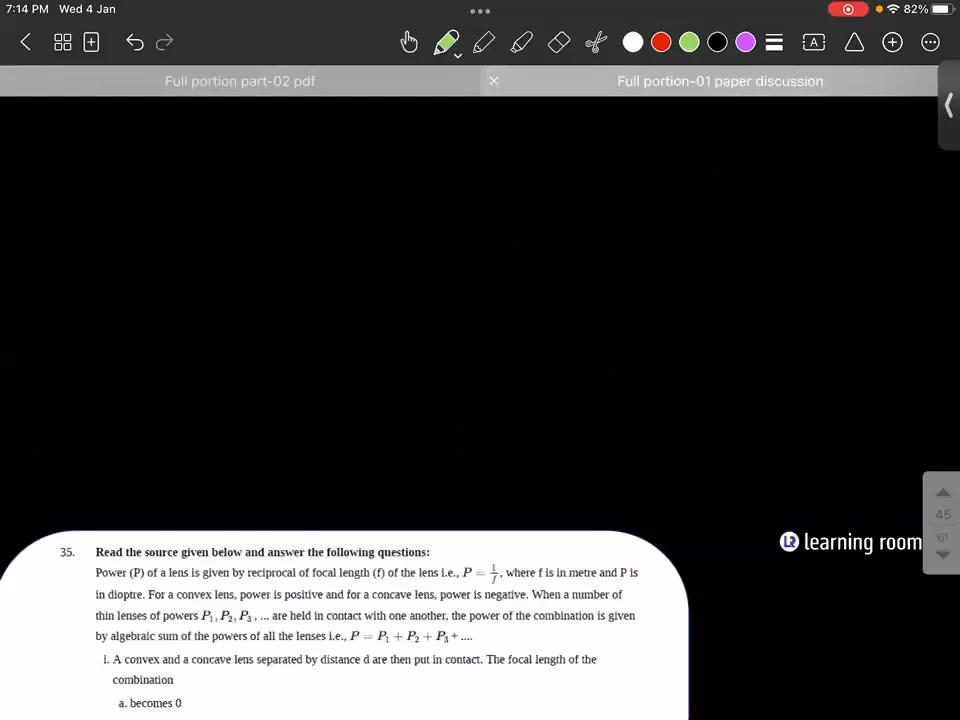 7:14 PM Wed 4 Jan
82%
A
Full portion part-02 pdf
Full portion-01 paper discussion
45
61
learning room
35. Read the source given below and answer the following questions:
Power (P) of a lens is given by reciprocal of focal length (f) of the lens i.e., P = 1/f, where f is in metre and P is
in dioptre. For a convex lens, power is positive and for a concave lens, power is negative. When a number of
thin lenses of powers P₁, P₂, P₃, ... are held in contact with one another, the power of the combination is given
by algebraic sum of the powers of all the lenses i.e., P = P₁ + P₂ + P₃ + ....
i. A convex and a concave lens separated by distance d are then put in contact. The focal length of the
combination
a. becomes 0